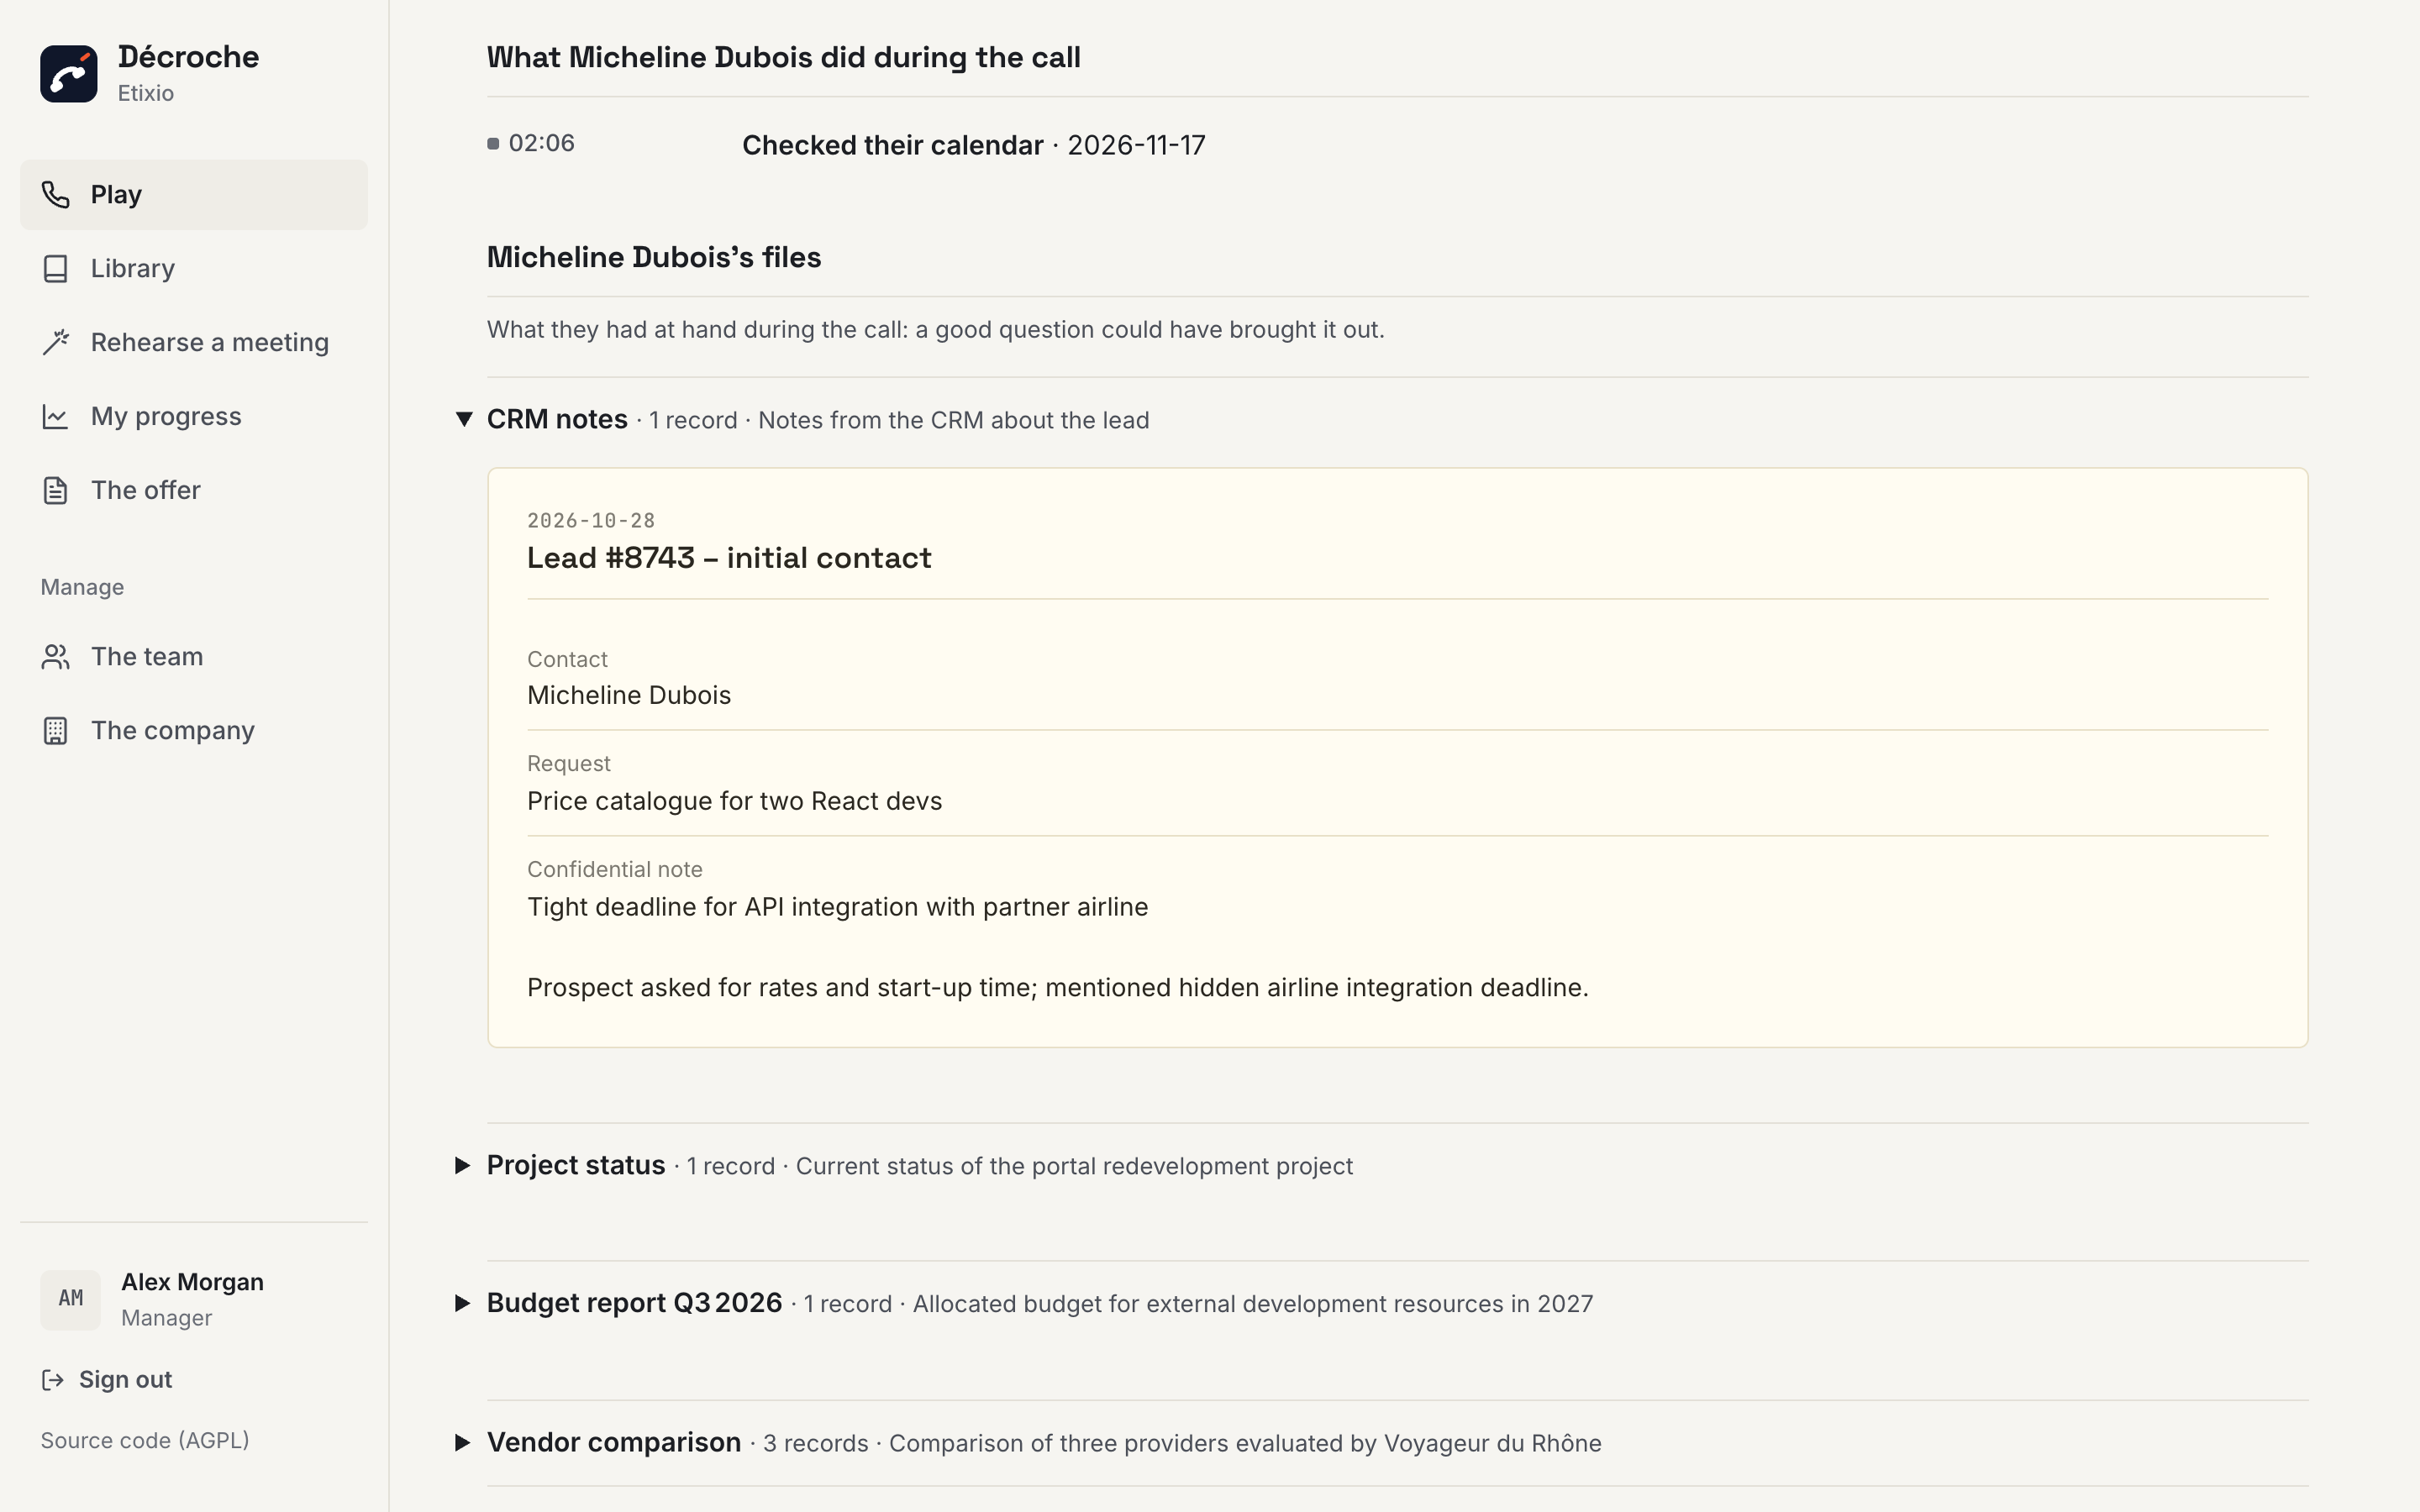 Décroche
Etixio
Play
Library
Rehearse a meeting
My progress
The offer
Manage
The team
The company
AM
Alex Morgan
Manager
Sign out
Source code (AGPL)
What Micheline Dubois did during the call
02:06 Checked their calendar · 2026-11-17
Micheline Dubois’s files
What they had at hand during the call: a good question could have brought it out.
CRM notes · 1 record · Notes from the CRM about the lead
2026-10-28
Lead #8743 – initial contact
Contact
Micheline Dubois
Request
Price catalogue for two React devs
Confidential note
Tight deadline for API integration with partner airline
Prospect asked for rates and start-up time; mentioned hidden airline integration deadline.
Project status · 1 record · Current status of the portal redevelopment project
Budget report Q3 2026 · 1 record · Allocated budget for external development resources in 2027
Vendor comparison · 3 records · Comparison of three providers evaluated by Voyageur du Rhône